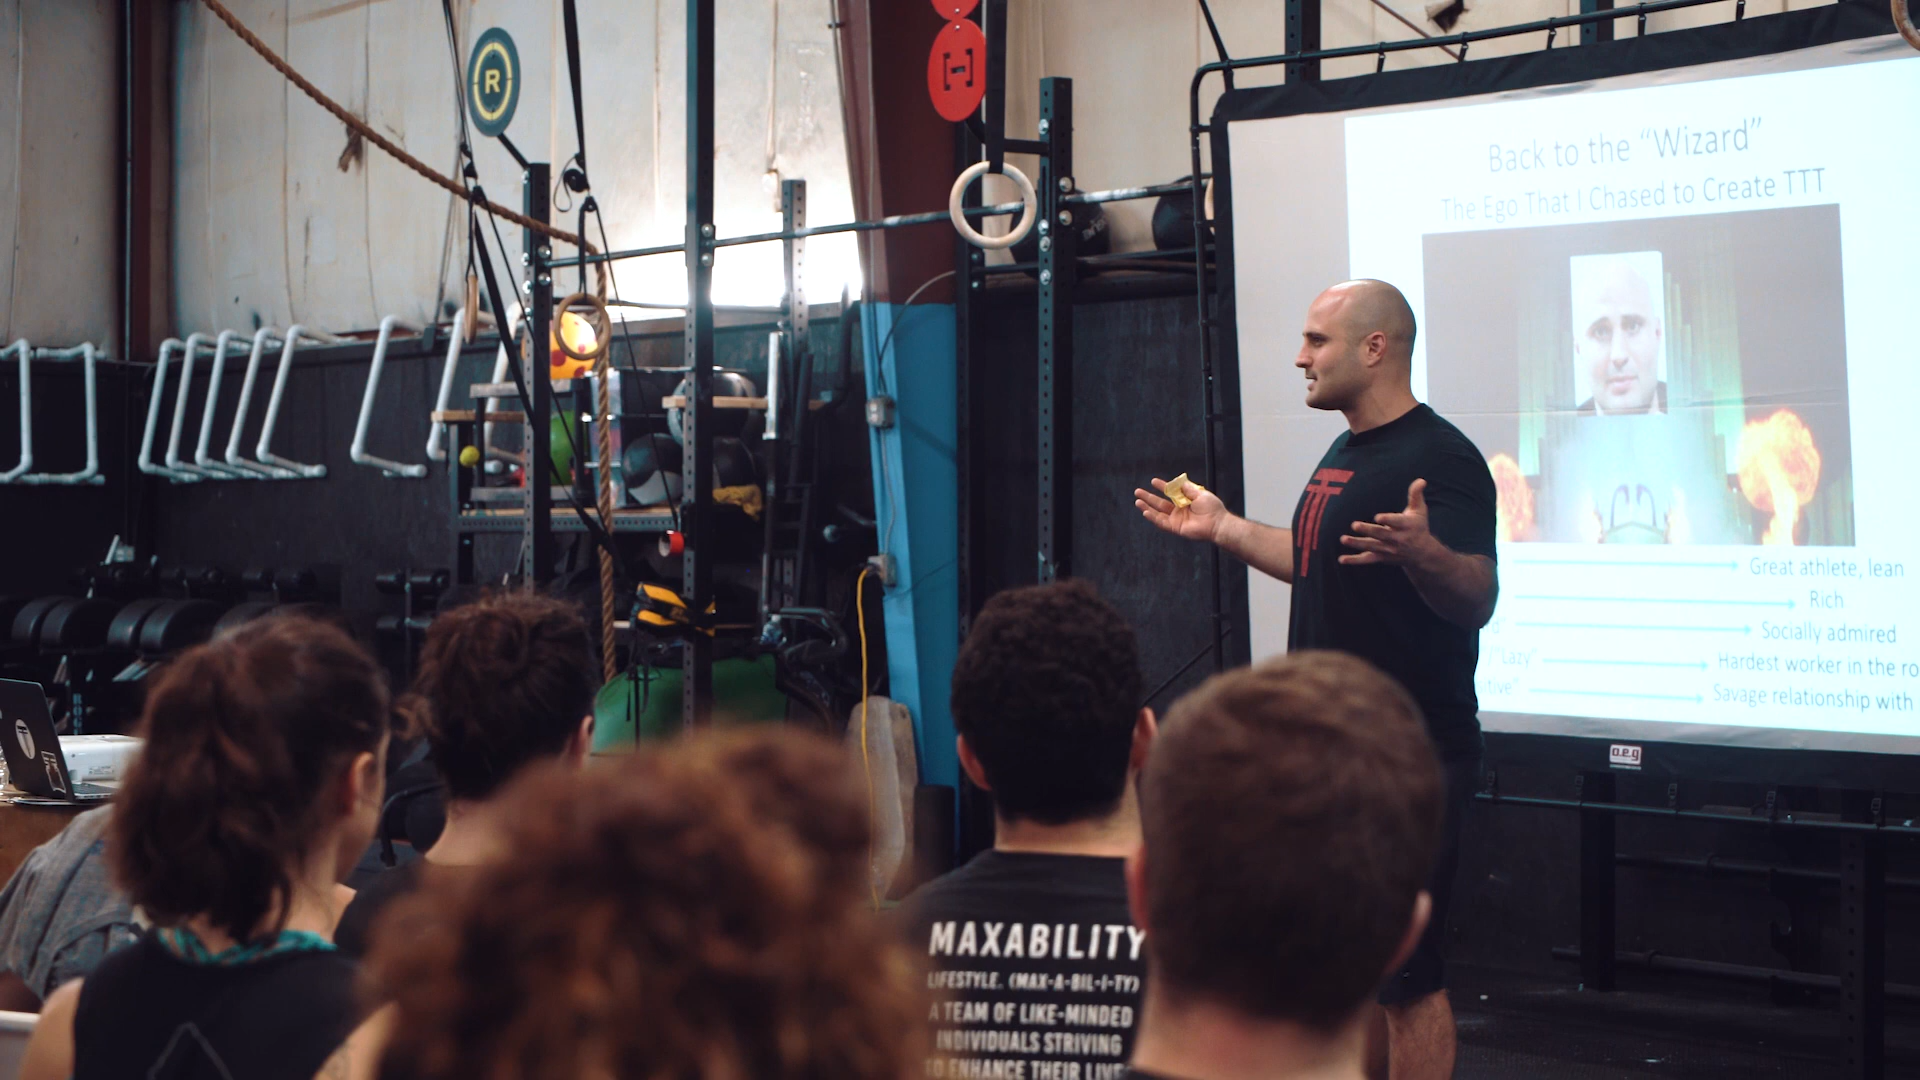 R
[-]
Back to the “Wizard”
The Ego That I Chased to Create TTT
Great athlete, lean
Rich
Socially admired
"Lazy"
Hardest worker in the ro
Savage relationship with
a.e.g
MAXABILITY
LIFESTYLE. (MAX-A-BIL-I-TY)
A TEAM OF LIKE-MINDED
INDIVIDUALS STRIVING
TO ENHANCE THEIR LIVE